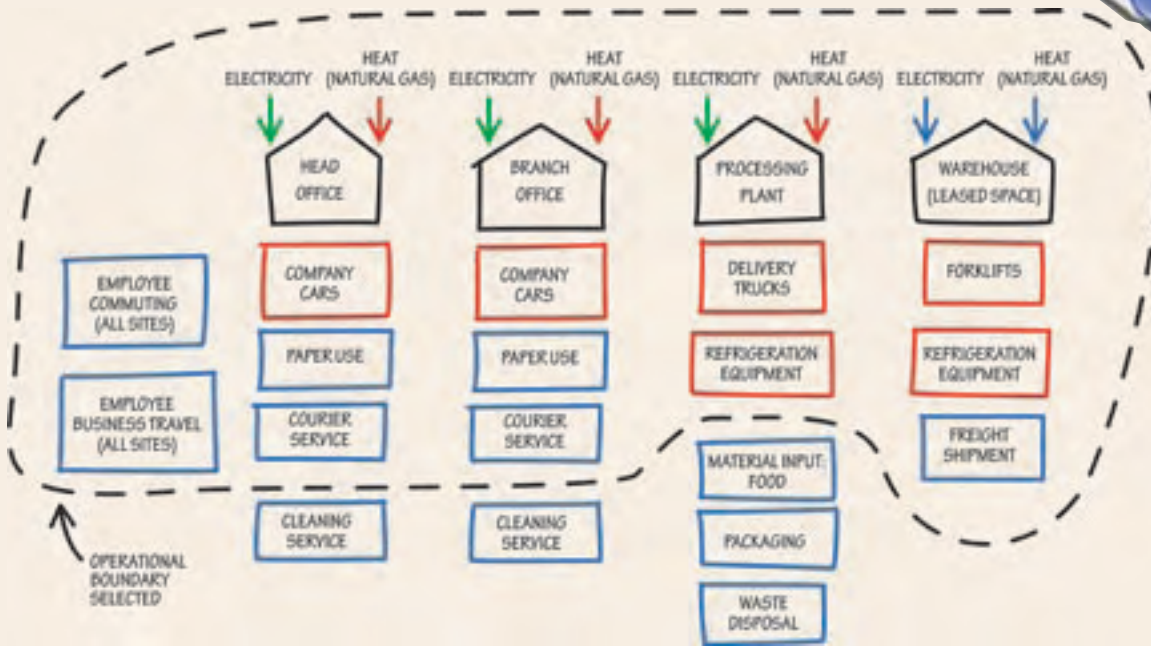 ELECTRICITY
HEAT
(NATURAL GAS)
ELECTRICITY
HEAT
(NATURAL GAS)
ELECTRICITY
HEAT
(NATURAL GAS)
ELECTRICITY
HEAT
(NATURAL GAS)
HEAD
OFFICE
BRANCH
OFFICE
PROCESSING
PLANT
WAREHOUSE
(LEASED SPACE)
EMPLOYEE
COMMUTING
(ALL SITES)
COMPANY
CARS
COMPANY
CARS
DELIVERY
TRUCKS
FORKLIFTS
PAPER USE
PAPER USE
REFRIGERATION
EQUIPMENT
REFRIGERATION
EQUIPMENT
EMPLOYEE
BUSINESS TRAVEL
(ALL SITES)
COURIER
SERVICE
COURIER
SERVICE
MATERIAL INPUT:
FOOD
FREIGHT
SHIPMENT
CLEANING
SERVICE
CLEANING
SERVICE
PACKAGING
OPERATIONAL
BOUNDARY
SELECTED
WASTE
DISPOSAL